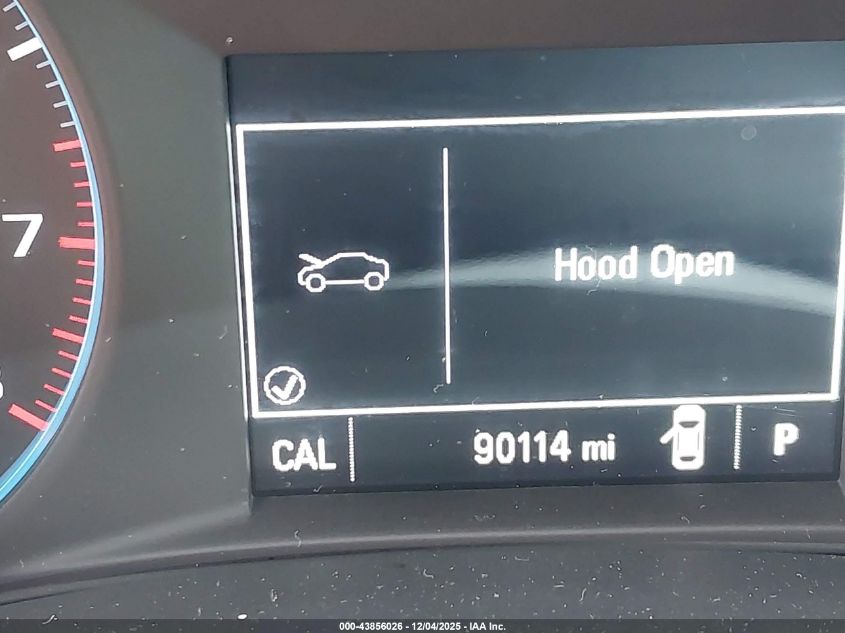 7
Hood Open
CAL
90114 mi
P
000-43856026 - 12/04/2025 - IAA Inc.